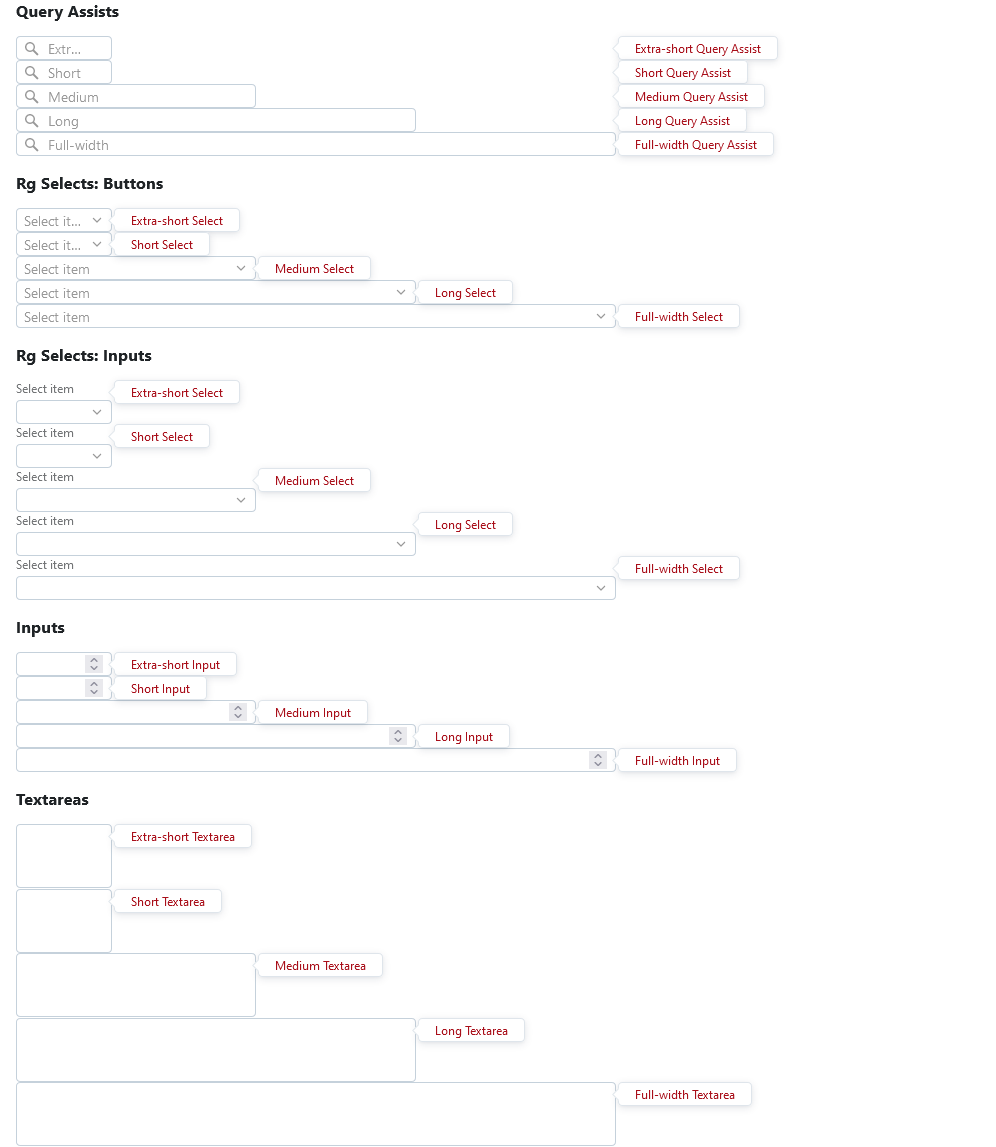 Query Assists
Extr... Extra-short Query Assist
Short Short Query Assist
Medium Medium Query Assist
Long Long Query Assist
Full-width Full-width Query Assist
Rg Selects: Buttons
Select it... Extra-short Select
Select it... Short Select
Select item Medium Select
Select item Long Select
Select item Full-width Select
Rg Selects: Inputs
Select item Extra-short Select
Select item Short Select
Select item Medium Select
Select item Long Select
Select item Full-width Select
Inputs
Extra-short Input
Short Input
Medium Input
Long Input
Full-width Input
Textareas
Extra-short Textarea
Short Textarea
Medium Textarea
Long Textarea
Full-width Textarea